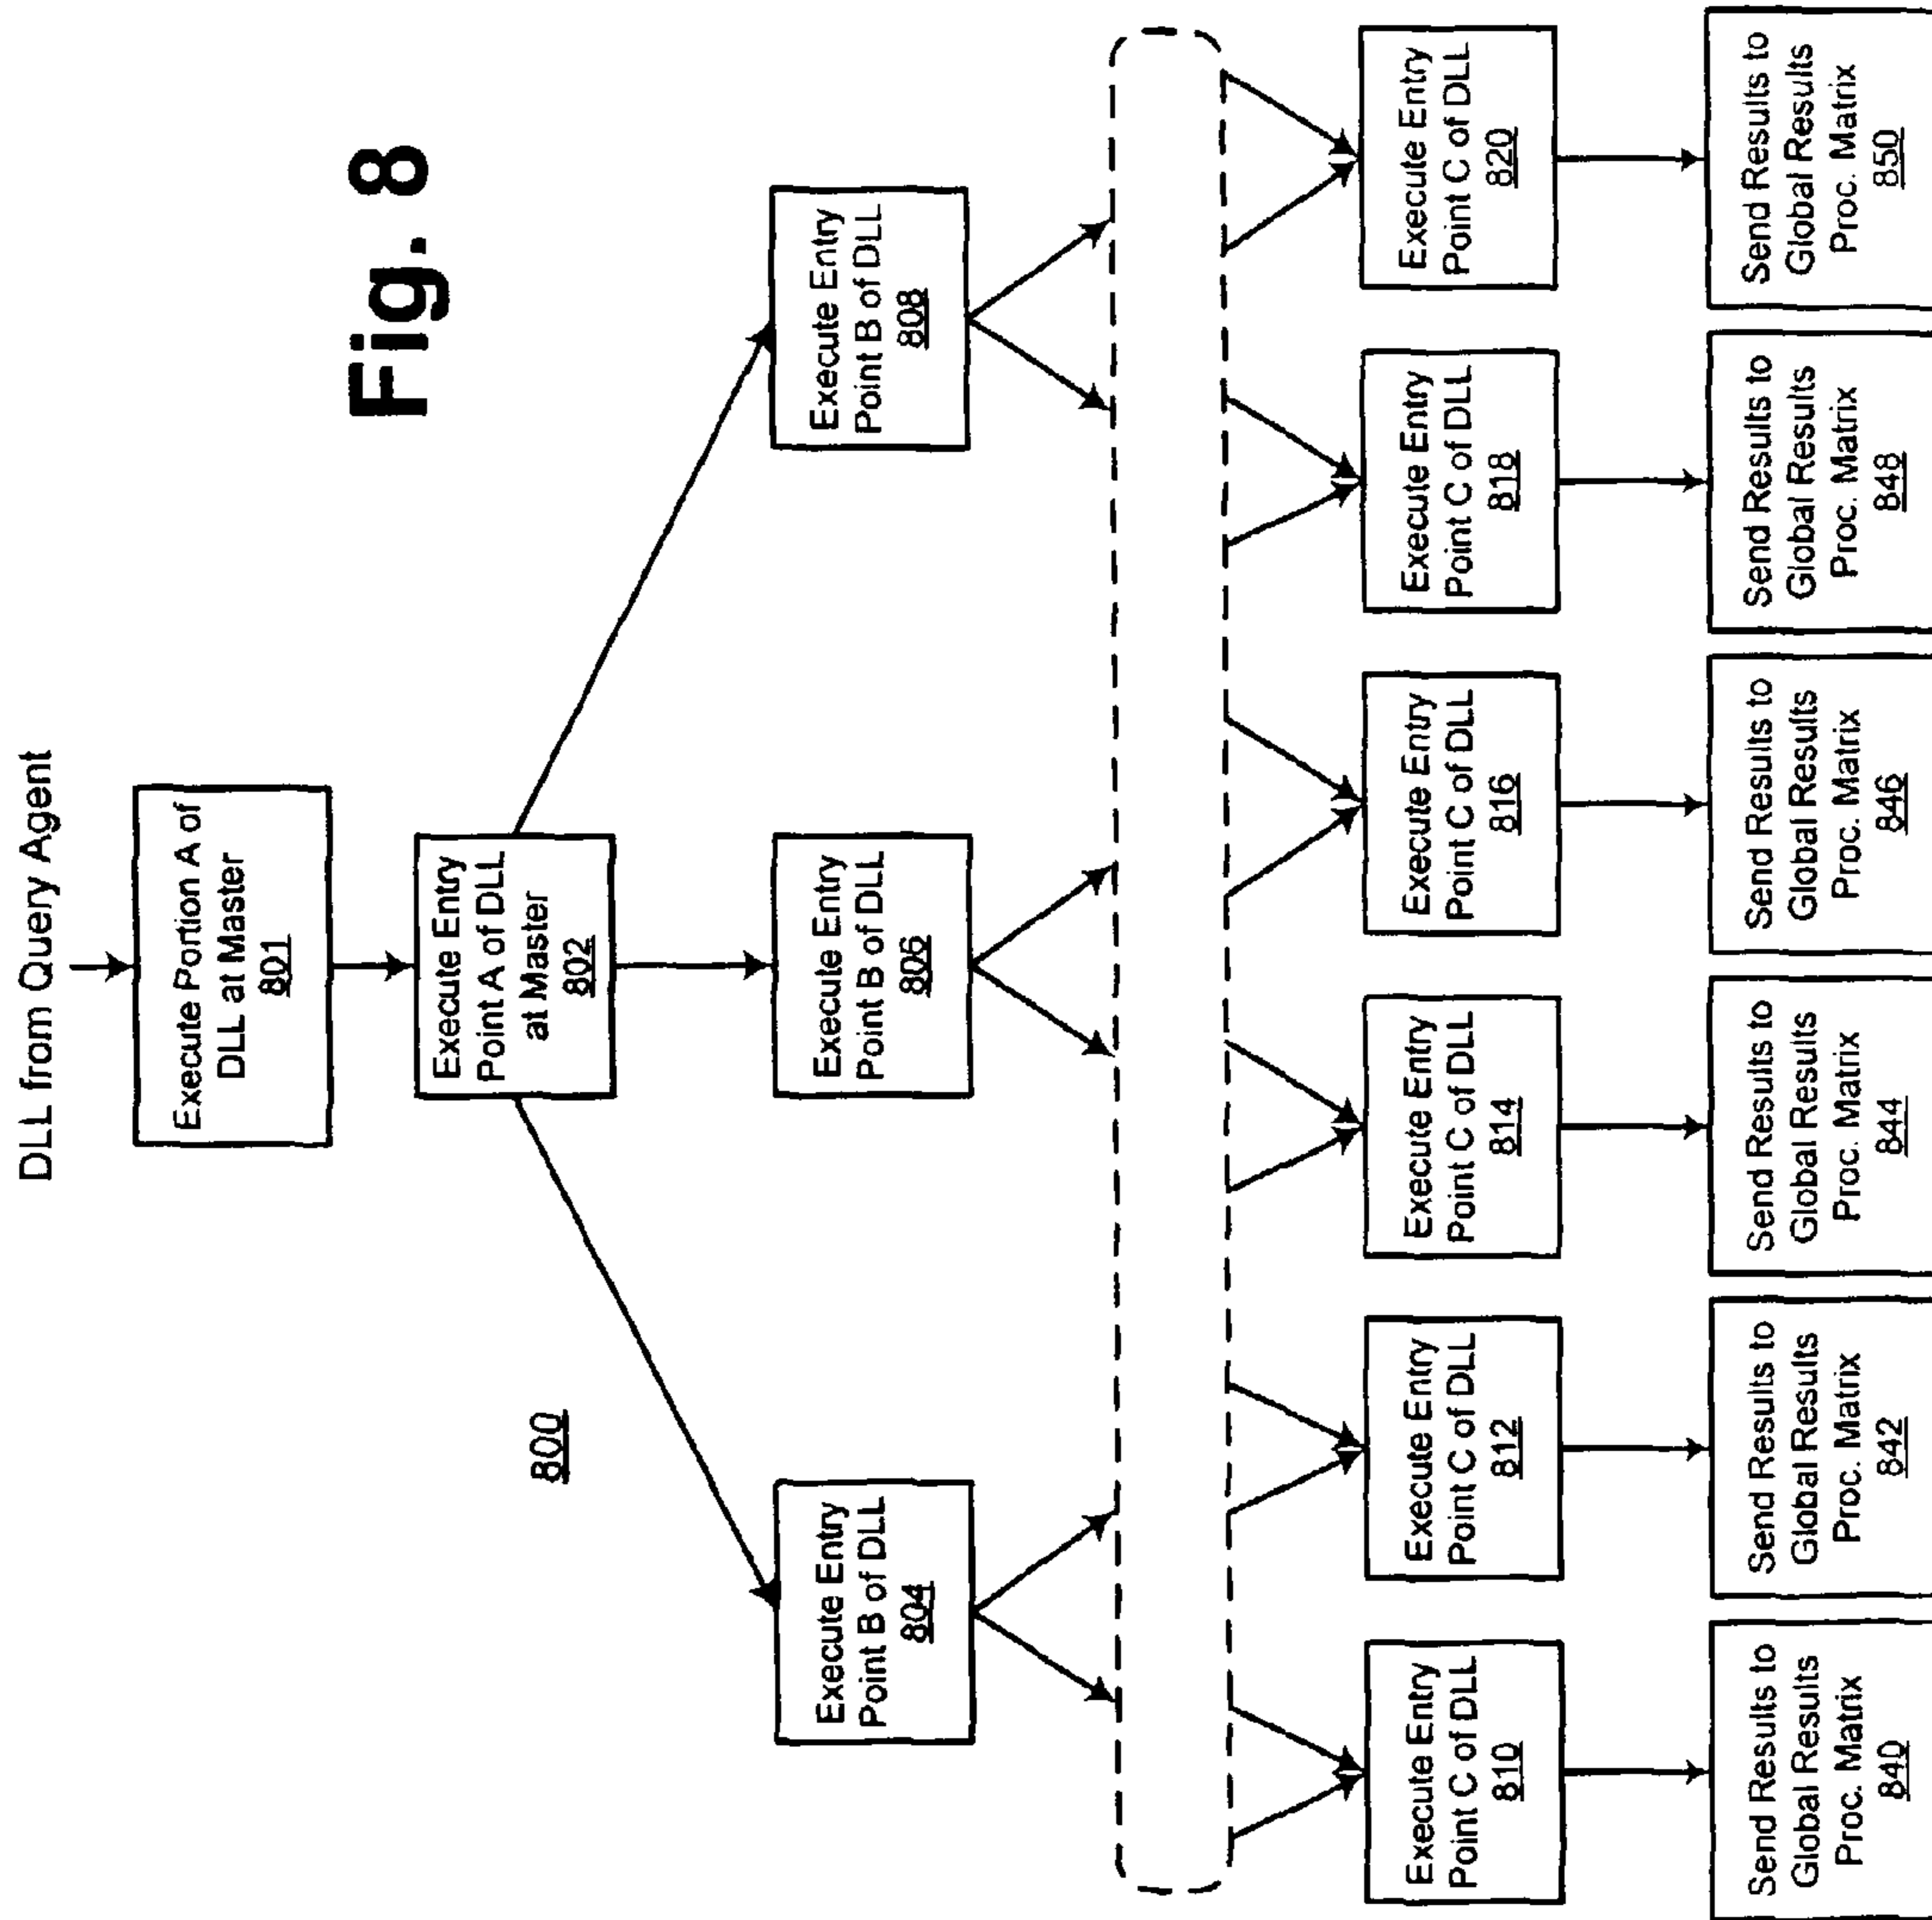 DLL from Query Agent
Fig. 8
Execute Portion A of
DLL at Master
801
Execute Entry
Point A of DLL
at Master
802
800
Execute Entry
Point B of DLL
804
Execute Entry
Point B of DLL
806
Execute Entry
Point B of DLL
808
Execute Entry
Point C of DLL
810
Execute Entry
Point C of DLL
812
Execute Entry
Point C of DLL
814
Execute Entry
Point C of DLL
816
Execute Entry
Point C of DLL
818
Execute Entry
Point C of DLL
820
Send Results to
Global Results
Proc. Matrix
840
Send Results to
Global Results
Proc. Matrix
842
Send Results to
Global Results
Proc. Matrix
844
Send Results to
Global Results
Proc. Matrix
846
Send Results to
Global Results
Proc. Matrix
848
Send Results to
Global Results
Proc. Matrix
850